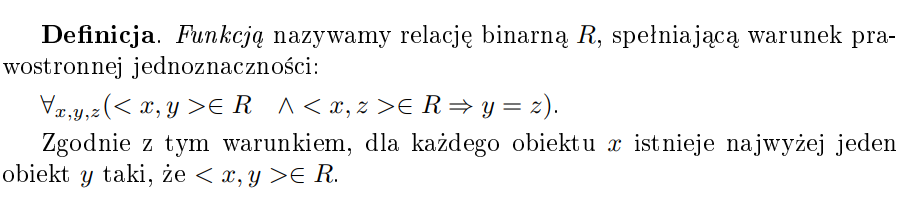 Definicja. Funkcją nazywamy relację binarną R, spełniającą warunek pra-
wostronnej jednoznaczności:
∀x,y,z(< x, y >∈ R ∧ < x, z >∈ R ⇒ y = z).
Zgodnie z tym warunkiem, dla każdego obiektu x istnieje najwyżej jeden
obiekt y taki, że < x, y >∈ R.